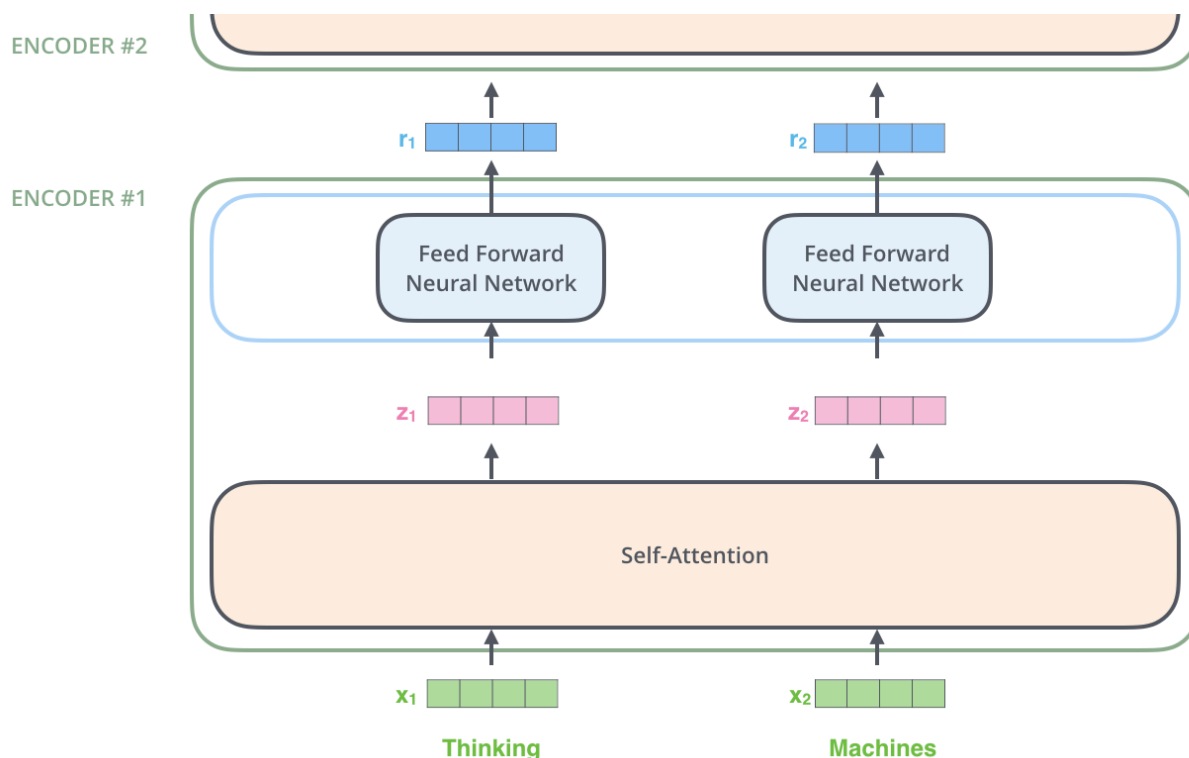 ENCODER #2
r₁
r₂
ENCODER #1
Feed Forward
Neural Network
Feed Forward
Neural Network
z₁
z₂
Self-Attention
x₁
x₂
Thinking
Machines